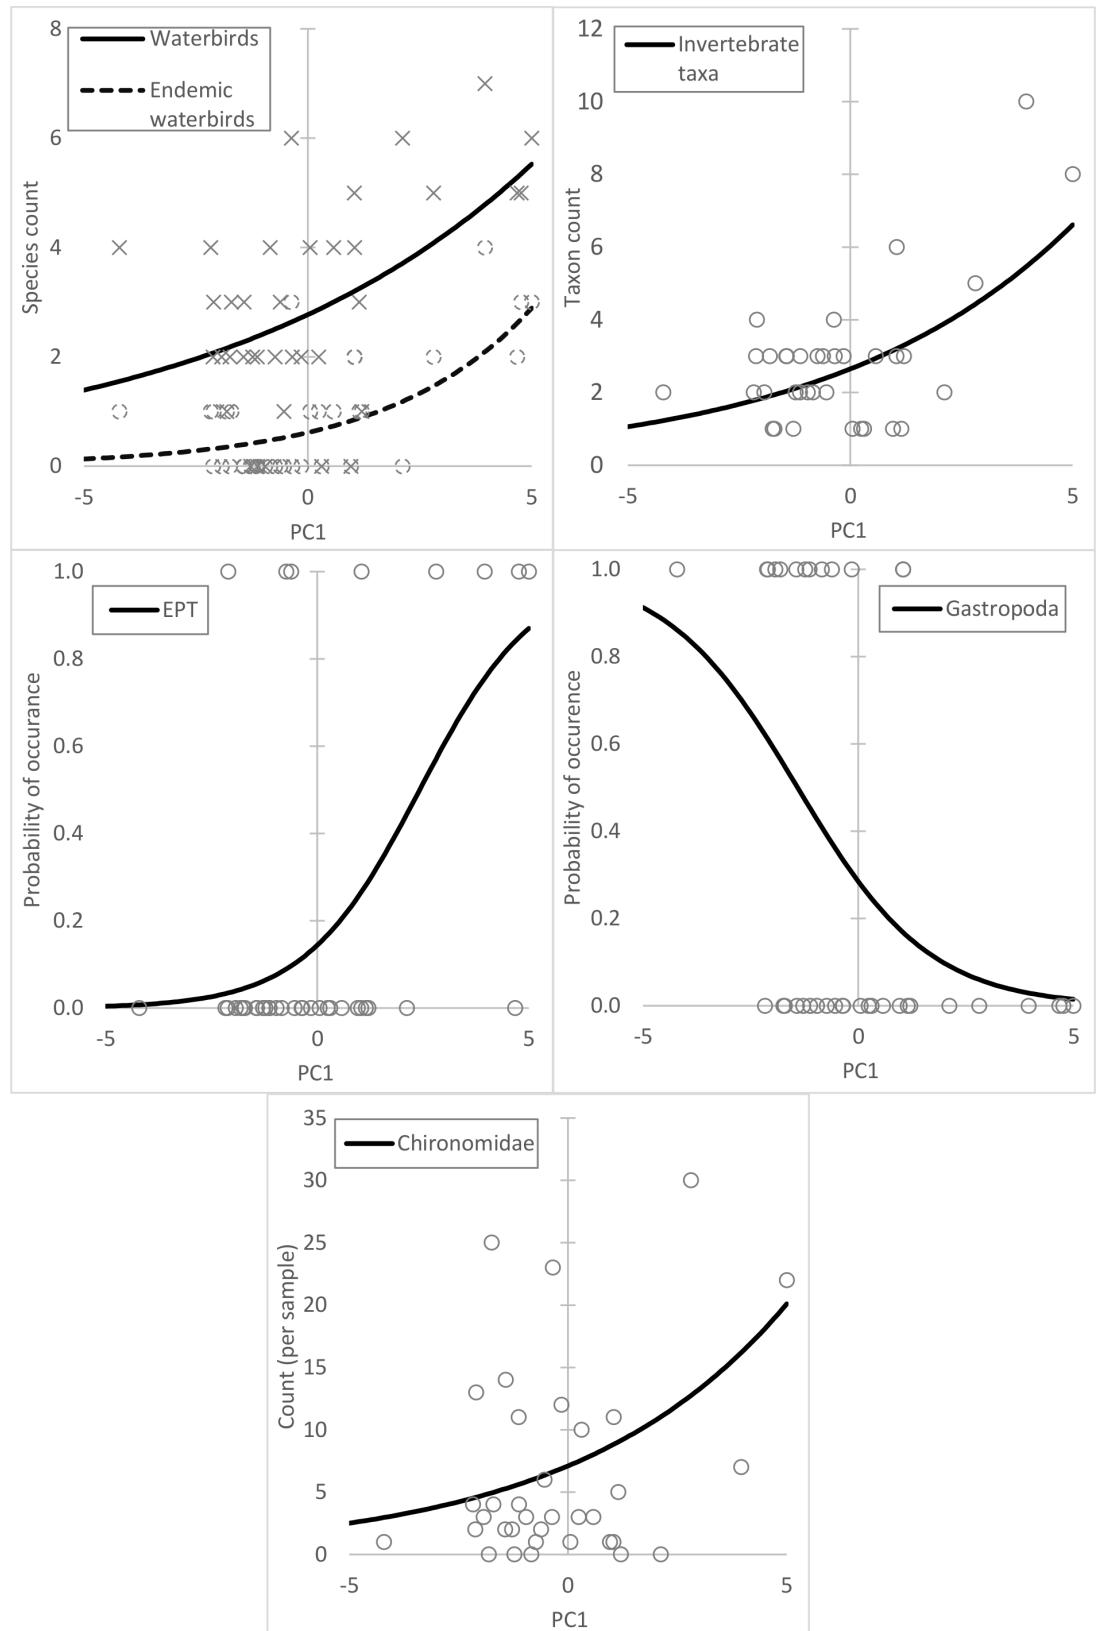 8
6
4
2
0
-5
0
5
Species count
PC1
Waterbirds
Endemic
waterbirds
12
10
8
6
4
2
0
-5
0
5
Taxon count
PC1
Invertebrate
taxa
1.0
0.8
0.6
0.4
0.2
0.0
-5
0
5
Probability of occurance
PC1
EPT
1.0
0.8
0.6
0.4
0.2
0.0
-5
0
5
Probability of occurence
PC1
Gastropoda
35
30
25
20
15
10
5
0
-5
0
5
Count (per sample)
PC1
Chironomidae